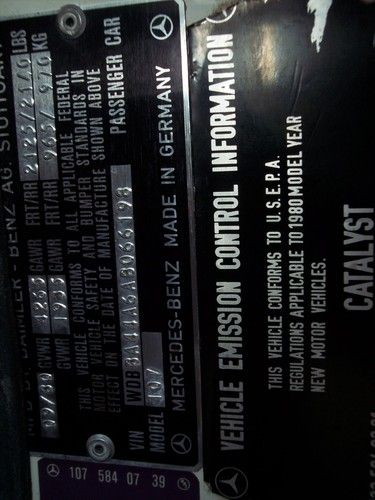 DAIMLER-BENZ AG. STUTTGART
09/80 GVWR 4263 GAWR FRT/RR 2125/2140 LBS
GVWR 1935 GAWR FRT/RR 965/ 970 KG
THIS VEHICLE CONFORMS TO ALL APPLICABLE FEDERAL
MOTOR VEHICLE SAFETY AND BUMPER STANDARDS IN
EFFECT ON THE DATE OF MANUFACTURE SHOWN ABOVE
VIN
MODEL 107 PASSENGER CAR
MERCEDES-BENZ MADE IN GERMANY
107 584 07 39
VEHICLE EMISSION CONTROL INFORMATION
THIS VEHICLE CONFORMS TO U.S.E.P.A.
REGULATIONS APPLICABLE TO 1980 MODEL YEAR
NEW MOTOR VEHICLES.
CATALYST